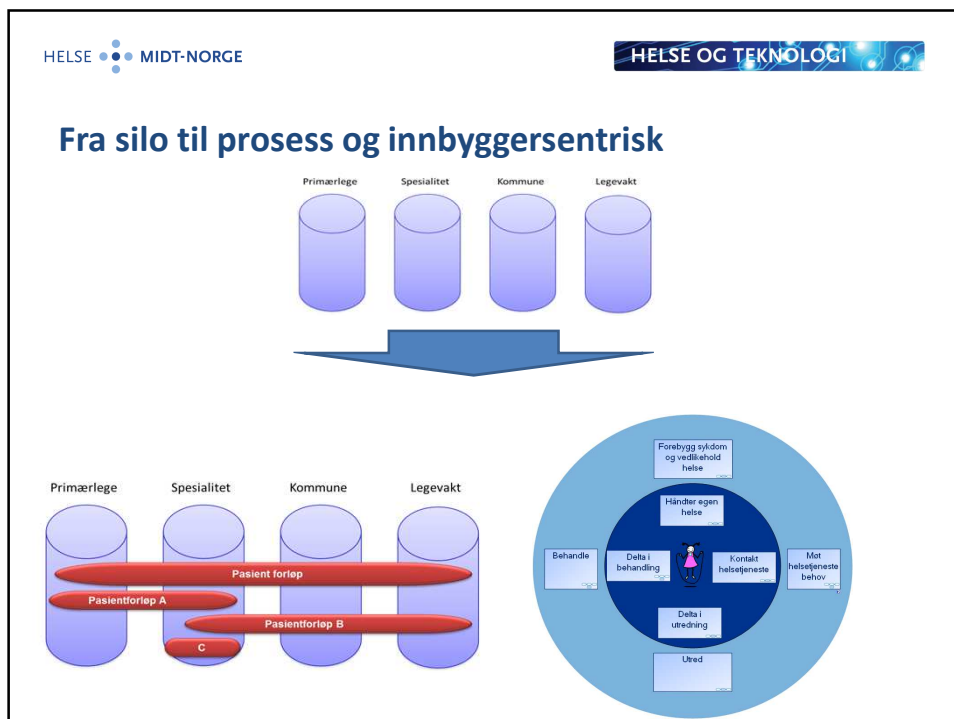 HELSE MIDT-NORGE
HELSE OG TEKNOLOGI
Fra silo til prosess og innbyggersentrisk
Primærlege Spesialitet Kommune Legevakt
Primærlege Spesialitet Kommune Legevakt
Pasient forløp
Pasientforløp A
Pasientforløp B
C
Forebygg sykdom
og vedlikehold
helse
Håndter egen
helse
Behandle
Delta i
behandling
Kontakt
helsetjeneste
Møt
helsetjeneste
behov
Delta i
utredning
Utred